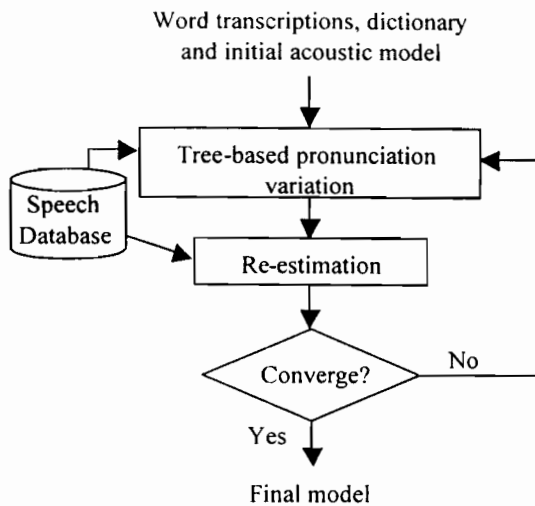 Word transcriptions, dictionary
and initial acoustic model
Tree-based pronunciation
variation
Speech
Database
Re-estimation
Converge?
No
Yes
Final model